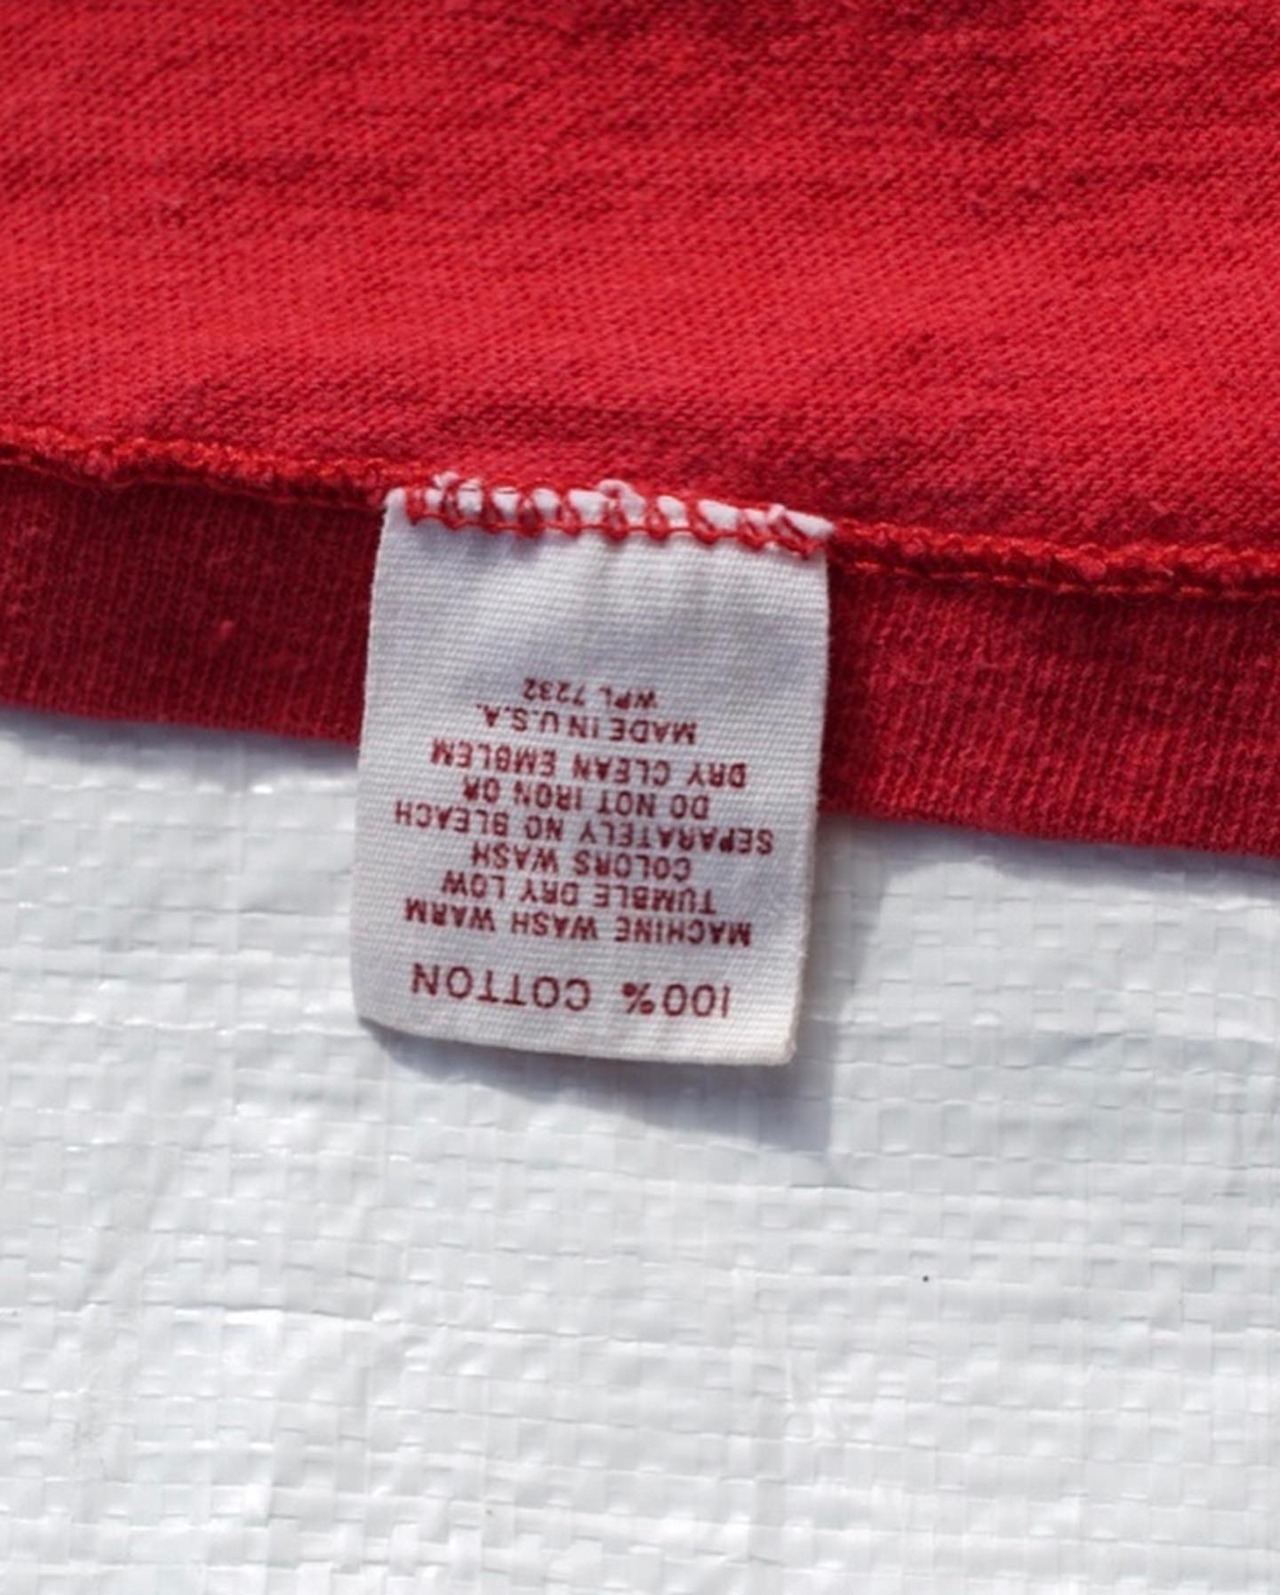 100% COTTON
MACHINE WASH WARM
TUMBLE DRY LOW
COLORS WASH
SEPARATELY NO BLEACH
DO NOT IRON OR
DRY CLEAN EMBLEM
MADE IN U.S.A.
WPL 7232